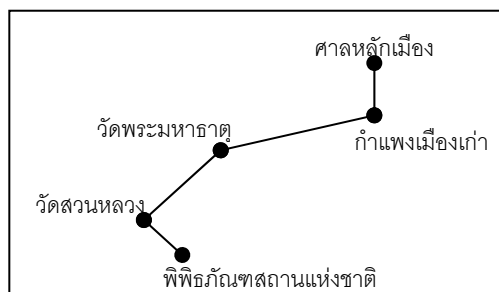 ศาลหลักเมือง
วัดพระมหาธาตุ
กำแพงเมืองเก่า
วัดสวนหลวง
พิพิธภัณฑสถานแห่งชาติ